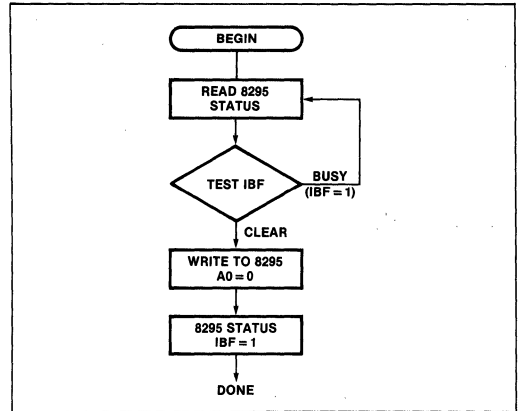 BEGIN
READ 8295
STATUS
TEST IBF
BUSY
(IBF = 1)
CLEAR
WRITE TO 8295
A0 = 0
8295 STATUS
IBF = 1
DONE